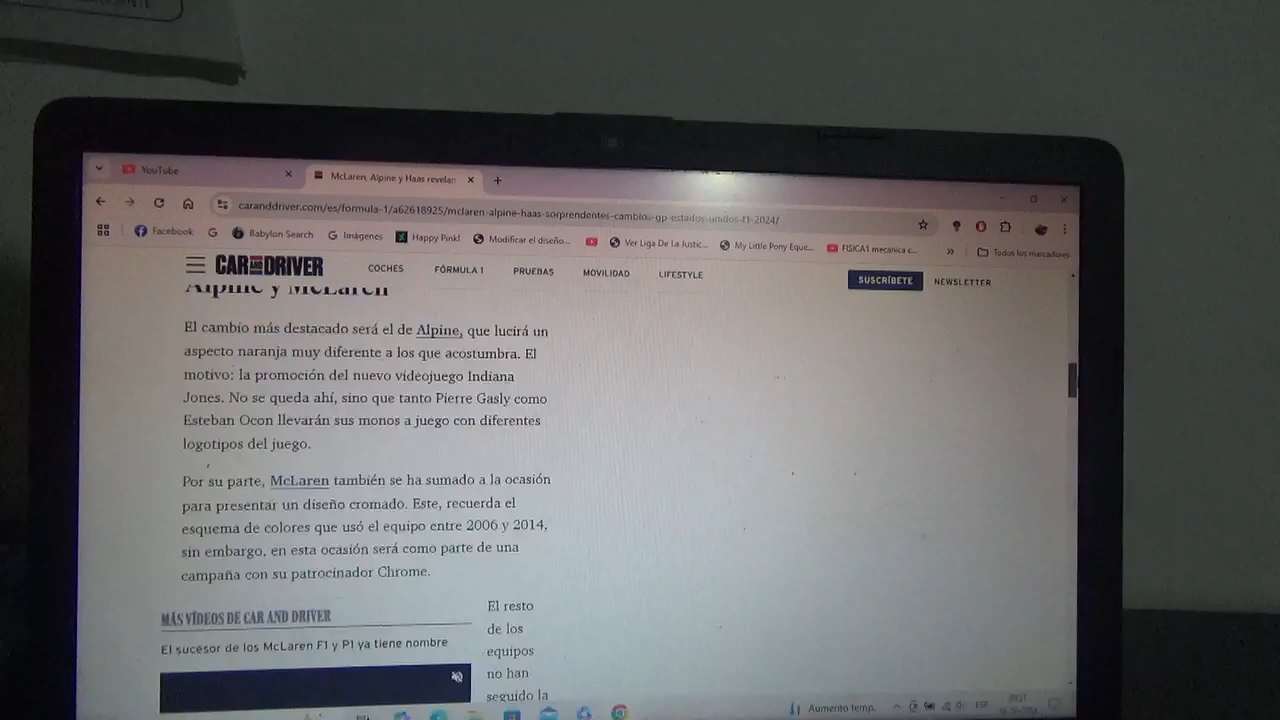 YouTube
McLaren, Alpine y Haas revelan
caranddriver.com/es/formula-1/a62618925/mclaren-alpine-haas-sorprendentes-cambios-gp-estados-unidos-f1-2024/
Facebook
Babylon Search
Imágenes
Happy Pink!
Modificar el diseño...
Ver Liga De La Justic...
My Little Pony Eque...
FISICA1 mecanica c...
»
Todos los marcadores
CAR AND DRIVER
COCHES
FÓRMULA 1
PRUEBAS
MOVILIDAD
LIFESTYLE
SUSCRÍBETE
NEWSLETTER
Alpine y McLaren
El cambio más destacado será el de Alpine, que lucirá un
aspecto naranja muy diferente a los que acostumbra. El
motivo: la promoción del nuevo videojuego Indiana
Jones. No se queda ahí, sino que tanto Pierre Gasly como
Esteban Ocon llevarán sus monos a juego con diferentes
logotipos del juego.
Por su parte, McLaren también se ha sumado a la ocasión
para presentar un diseño cromado. Este, recuerda el
esquema de colores que usó el equipo entre 2006 y 2014,
sin embargo, en esta ocasión será como parte de una
campaña con su patrocinador Chrome.
MÁS VÍDEOS DE CAR AND DRIVER
El sucesor de los McLaren F1 y P1 ya tiene nombre
El resto
de los
equipos
no han
seguido la
Aumento temp.
ESP